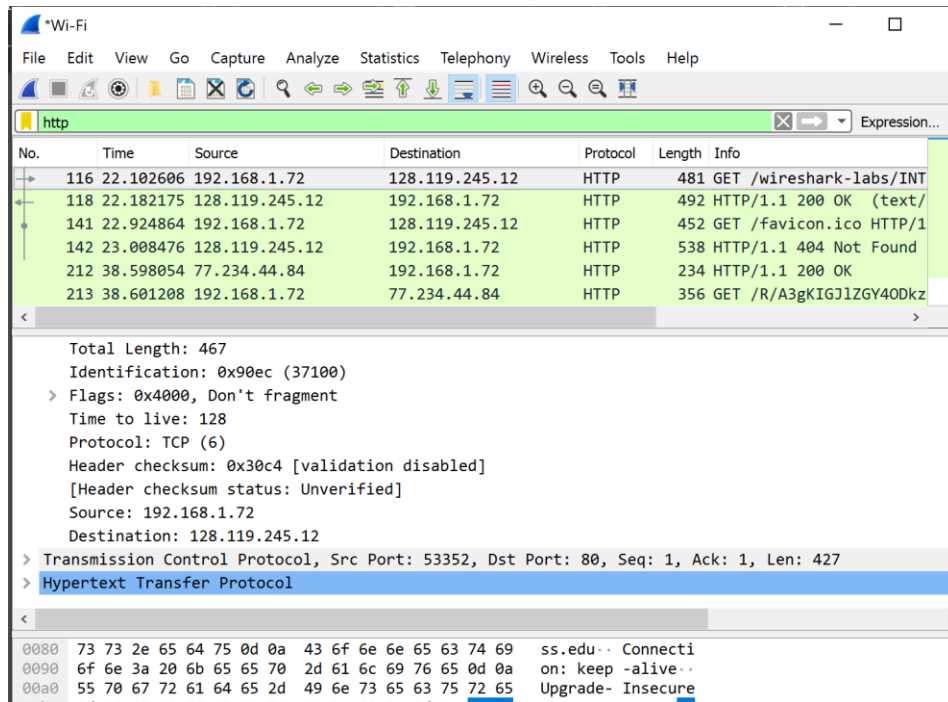 *Wi-Fi
File Edit View Go Capture Analyze Statistics Telephony Wireless Tools Help
http Expression...
No. Time Source Destination Protocol Length Info
116 22.102606 192.168.1.72 128.119.245.12 HTTP 481 GET /wireshark-labs/INT
118 22.182175 128.119.245.12 192.168.1.72 HTTP 492 HTTP/1.1 200 OK (text/
141 22.924864 192.168.1.72 128.119.245.12 HTTP 452 GET /favicon.ico HTTP/1
142 23.008476 128.119.245.12 192.168.1.72 HTTP 538 HTTP/1.1 404 Not Found
212 38.598054 77.234.44.84 192.168.1.72 HTTP 234 HTTP/1.1 200 OK
213 38.601208 192.168.1.72 77.234.44.84 HTTP 356 GET /R/A3gKIGJlZGY4ODkz
Total Length: 467
Identification: 0x90ec (37100)
Flags: 0x4000, Don't fragment
Time to live: 128
Protocol: TCP (6)
Header checksum: 0x30c4 [validation disabled]
[Header checksum status: Unverified]
Source: 192.168.1.72
Destination: 128.119.245.12
Transmission Control Protocol, Src Port: 53352, Dst Port: 80, Seq: 1, Ack: 1, Len: 427
Hypertext Transfer Protocol
0080 73 73 2e 65 64 75 0d 0a 43 6f 6e 6e 65 63 74 69 ss.edu·· Connecti
0090 6f 6e 3a 20 6b 65 65 70 2d 61 6c 69 76 65 0d 0a on: keep -alive··
00a0 55 70 67 72 61 64 65 2d 49 6e 73 65 63 75 72 65 Upgrade- Insecure